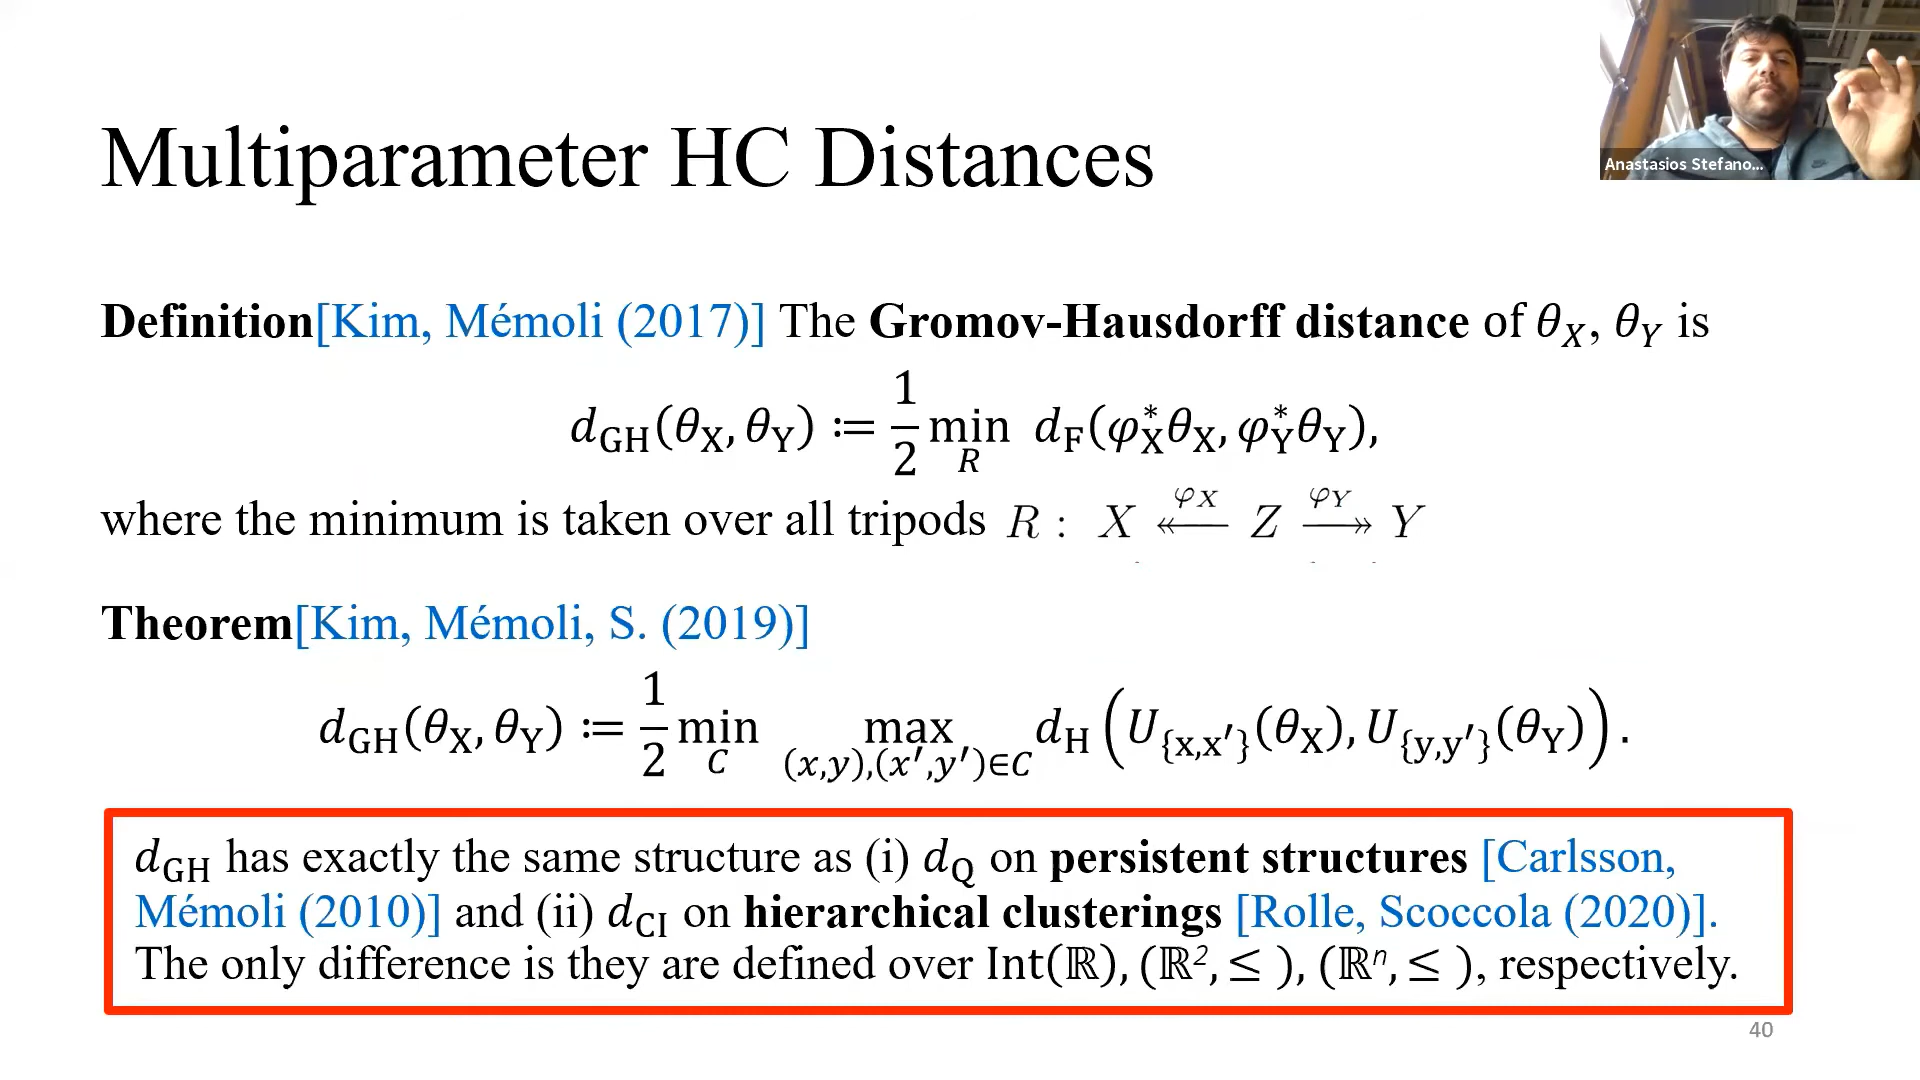 Anastasios Stefano...
Multiparameter HC Distances
Definition[Kim, Mémoli (2017)] The Gromov-Hausdorff distance of θ_X, θ_Y is
d_GH(θ_X, θ_Y) ≔ 1/2 min_R d_F(φ_X^*θ_X, φ_Y^*θ_Y),
where the minimum is taken over all tripods R : X ↞ Z ↠ Y
φ_X φ_Y
Theorem[Kim, Mémoli, S. (2019)]
d_GH(θ_X, θ_Y) ≔ 1/2 min_C max_{(x,y),(x′,y′)∈C} d_H (U_{x,x′}(θ_X), U_{y,y′}(θ_Y)).
d_GH has exactly the same structure as (i) d_Q on persistent structures [Carlsson,
Mémoli (2010)] and (ii) d_CI on hierarchical clusterings [Rolle, Scoccola (2020)].
The only difference is they are defined over Int(ℝ), (ℝ², ≤ ), (ℝⁿ, ≤ ), respectively.
40